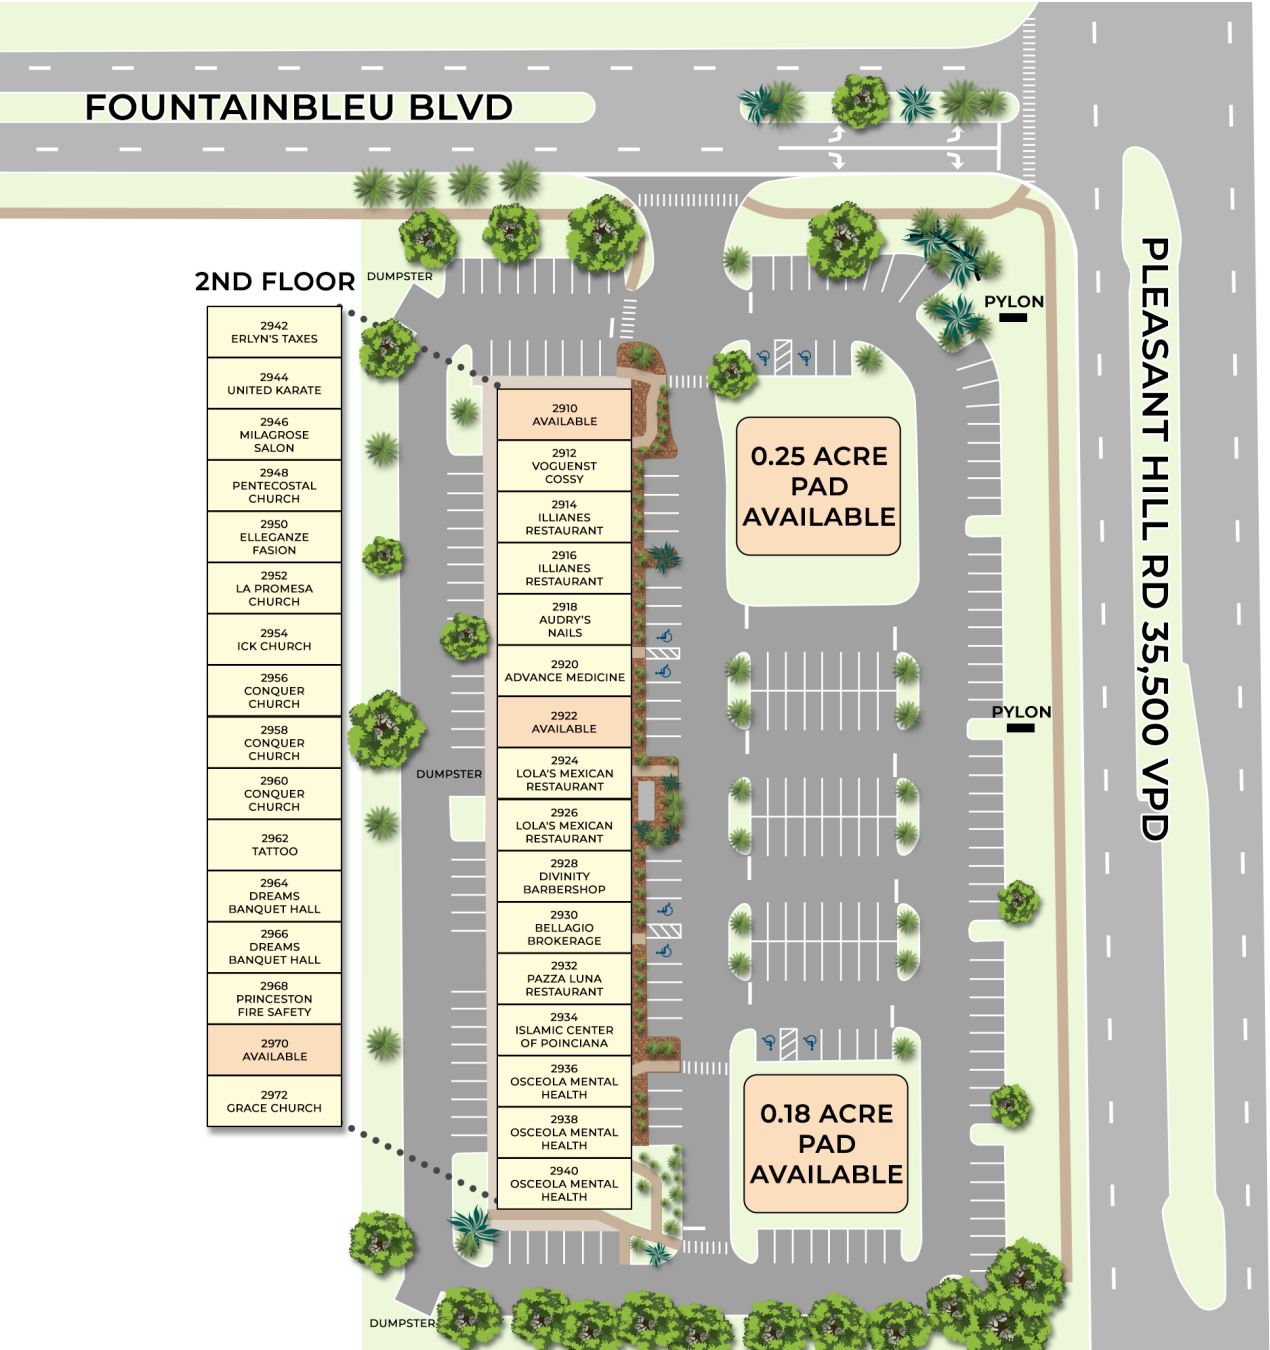 FOUNTAINBLEU BLVD
PLEASANT HILL RD 35,500 VPD
2ND FLOOR
DUMPSTER
PYLON
2942
ERLYN'S TAXES
2944
UNITED KARATE
2946
MILAGROSE
SALON
2948
PENTECOSTAL
CHURCH
2950
ELLEGANZE
FASION
2952
LA PROMESA
CHURCH
2954
ICK CHURCH
2956
CONQUER
CHURCH
2958
CONQUER
CHURCH
2960
CONQUER
CHURCH
2962
TATTOO
2964
DREAMS
BANQUET HALL
2966
DREAMS
BANQUET HALL
2968
PRINCESTON
FIRE SAFETY
2970
AVAILABLE
2972
GRACE CHURCH
2910
AVAILABLE
2912
VOGUENST
COSSY
2914
ILLIANES
RESTAURANT
2916
ILLIANES
RESTAURANT
2918
AUDRY'S
NAILS
2920
ADVANCE MEDICINE
2922
AVAILABLE
2924
LOLA'S MEXICAN
RESTAURANT
2926
LOLA'S MEXICAN
RESTAURANT
2928
DIVINITY
BARBERSHOP
2930
BELLAGIO
BROKERAGE
2932
PAZZA LUNA
RESTAURANT
2934
ISLAMIC CENTER
OF POINCIANA
2936
OSCEOLA MENTAL
HEALTH
2938
OSCEOLA MENTAL
HEALTH
2940
OSCEOLA MENTAL
HEALTH
0.25 ACRE
PAD
AVAILABLE
PYLON
DUMPSTER
0.18 ACRE
PAD
AVAILABLE
DUMPSTER